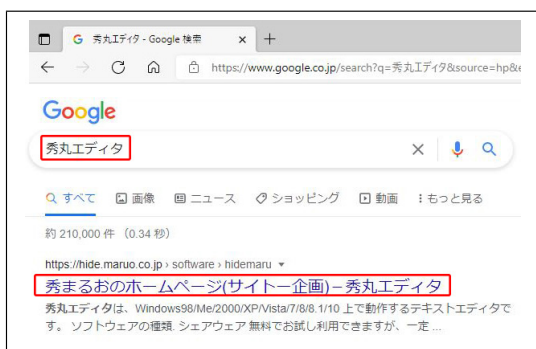 秀丸エディタ - Google 検索
https://www.google.co.jp/search?q=秀丸エディタ&source=hp&e
Google
秀丸エディタ
すべて 画像 ニュース ショッピング 動画 もっと見る
約 210,000 件 （0.34 秒）
https://hide.maruo.co.jp › software › hidemaru
秀まるおのホームページ(サイトー企画)－秀丸エディタ
秀丸エディタは、Windows98/Me/2000/XP/Vista/7/8/8.1/10 上で動作するテキストエディタで
す。 ソフトウェアの種類. シェアウェア 無料でお試し利用できますが、一定 ...